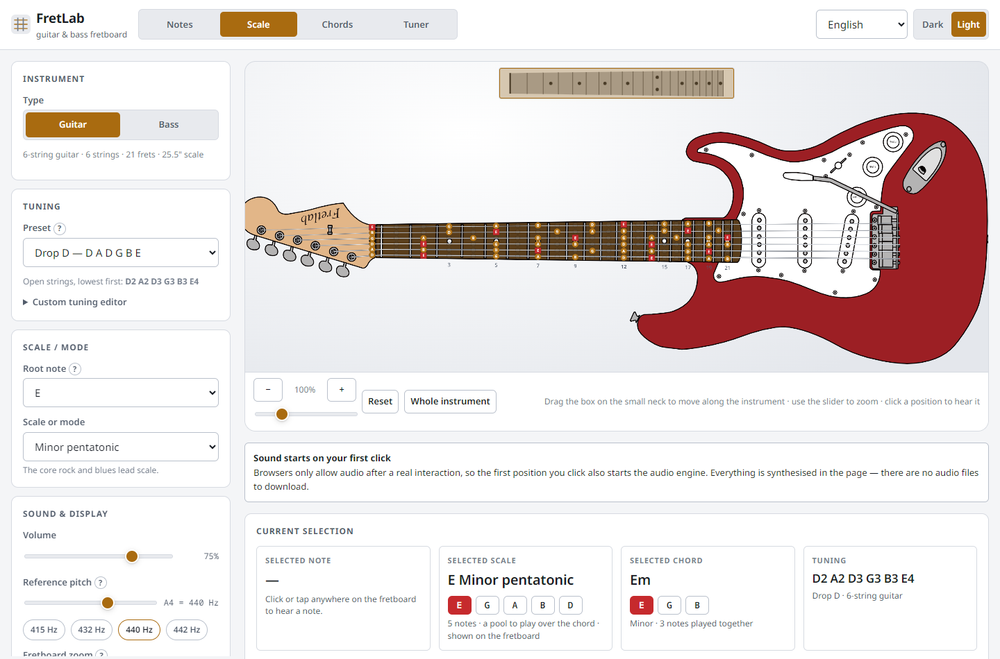 FretLab
guitar & bass fretboard
Notes
Scale
Chords
Tuner
English
Dark
Light
INSTRUMENT
Type
Guitar
Bass
6-string guitar · 6 strings · 21 frets · 25.5" scale
TUNING
Preset ?
Drop D — D A D G B E
Open strings, lowest first: D2 A2 D3 G3 B3 E4
Custom tuning editor
SCALE / MODE
Root note ?
E
Scale or mode
Minor pentatonic
The core rock and blues lead scale.
SOUND & DISPLAY
Volume
75%
Reference pitch ?
A4 = 440 Hz
415 Hz
432 Hz
440 Hz
442 Hz
Fretboard zoom ?
Fretlab
3
5
7
9
12
15
17
21
−
100%
+
Reset
Whole instrument
Drag the box on the small neck to move along the instrument · use the slider to zoom · click a position to hear it
Sound starts on your first click
Browsers only allow audio after a real interaction, so the first position you click also starts the audio engine. Everything is synthesised in the page — there are no audio files
to download.
CURRENT SELECTION
SELECTED NOTE
—
Click or tap anywhere on the fretboard
to hear a note.
SELECTED SCALE
E Minor pentatonic
E G A B D
5 notes · a pool to play over the chord ·
shown on the fretboard
SELECTED CHORD
Em
E G B
Minor · 3 notes played together
TUNING
D2 A2 D3 G3 B3 E4
Drop D · 6-string guitar